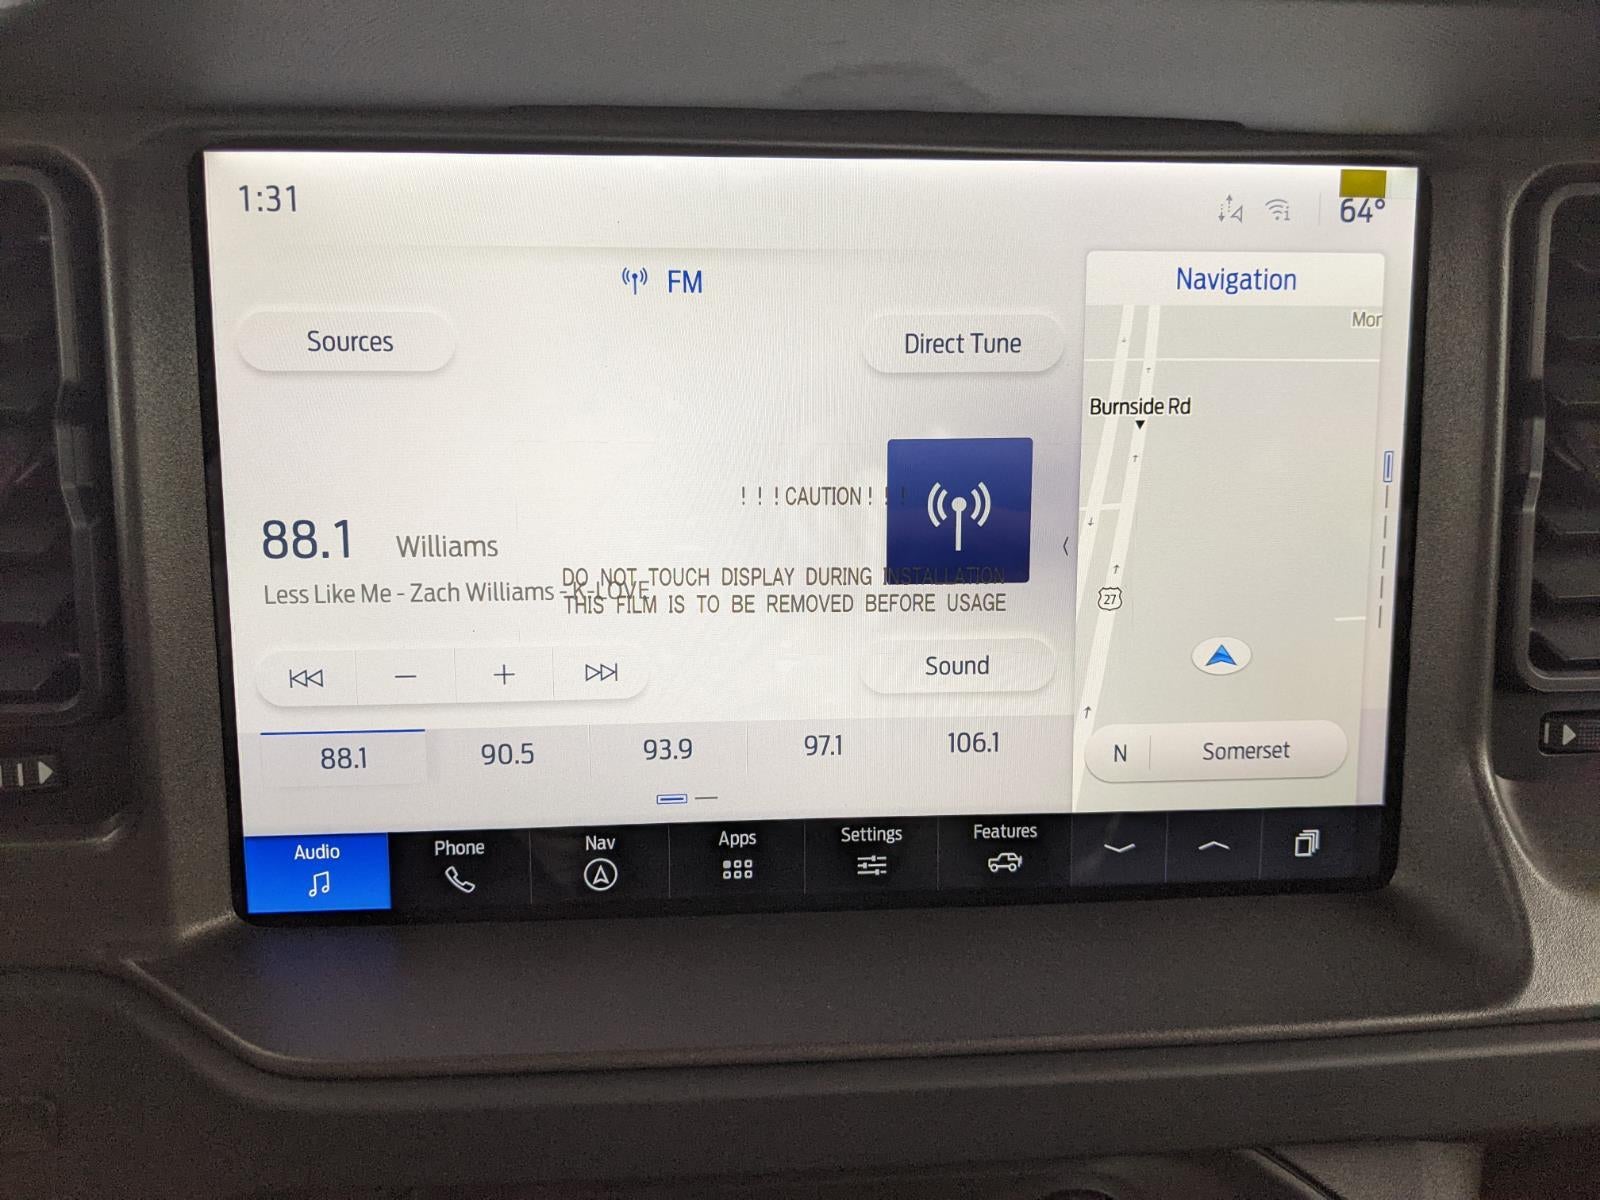 1:31
64°
FM
Navigation
Sources
Direct Tune
Mor
Burnside Rd
! ! ! CAUTION ! ! !
88.1 Williams
DO NOT TOUCH DISPLAY DURING INSTALLATION
Less Like Me - Zach Williams - K-LOVE
THIS FILM IS TO BE REMOVED BEFORE USAGE
27
Sound
88.1 90.5 93.9 97.1 106.1
N Somerset
Audio Phone Nav Apps Settings Features